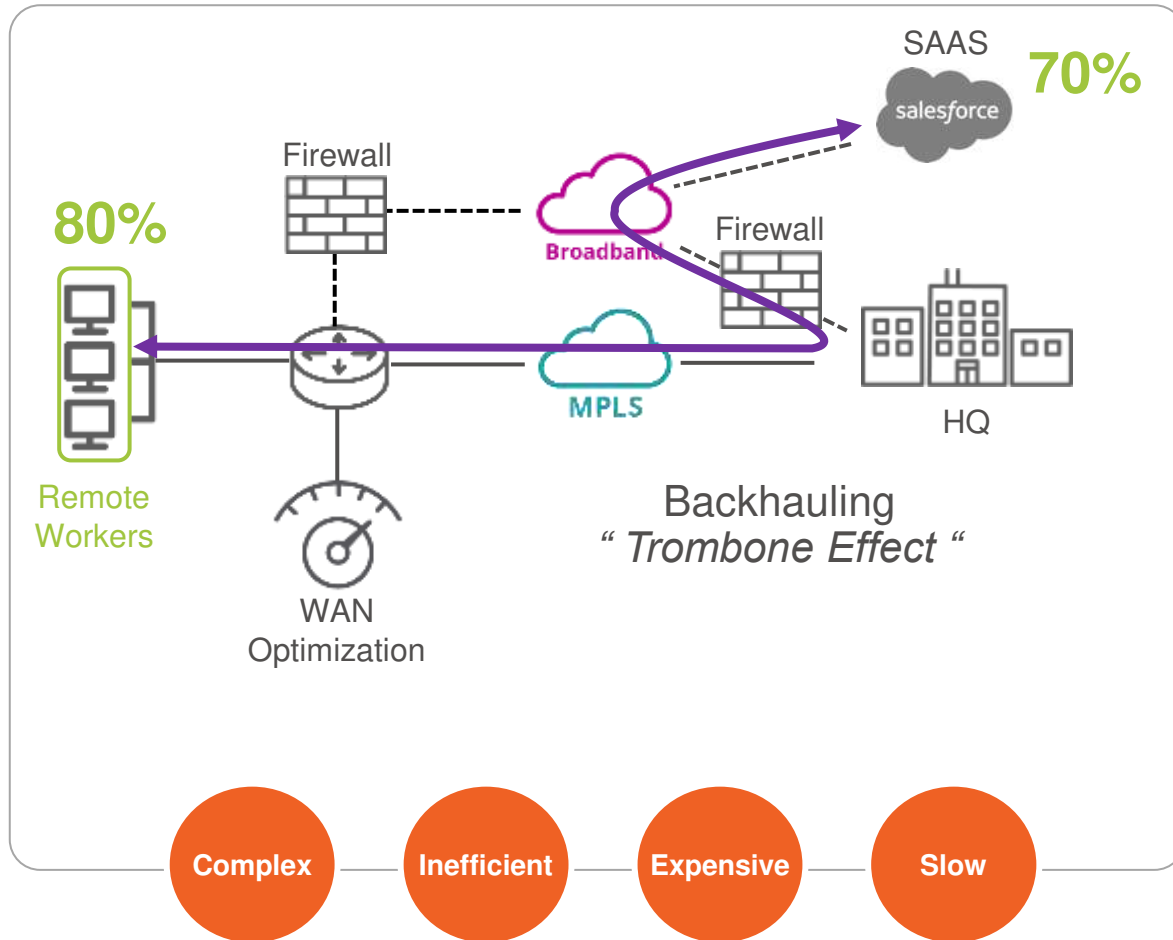 SAAS
70%
salesforce
Firewall
80%
Broadband
Firewall
MPLS
HQ
Remote
Workers
Backhauling
“ Trombone Effect “
WAN
Optimization
Complex
Inefficient
Expensive
Slow